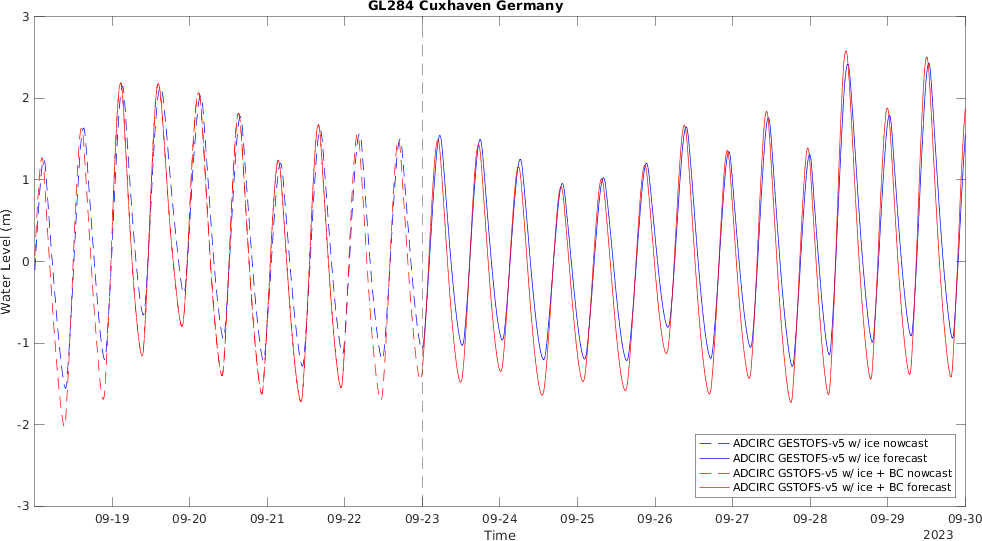 GL284 Cuxhaven Germany
Water Level (m)
3
2
1
0
-1
-2
-3
ADCIRC GESTOFS-v5 w/ ice nowcast
ADCIRC GESTOFS-v5 w/ ice forecast
ADCIRC GSTOFS-v5 w/ ice + BC nowcast
ADCIRC GSTOFS-v5 w/ ice + BC forecast
09-19 09-20 09-21 09-22 09-23 09-24 09-25 09-26 09-27 09-28 09-29 09-30
Time
2023